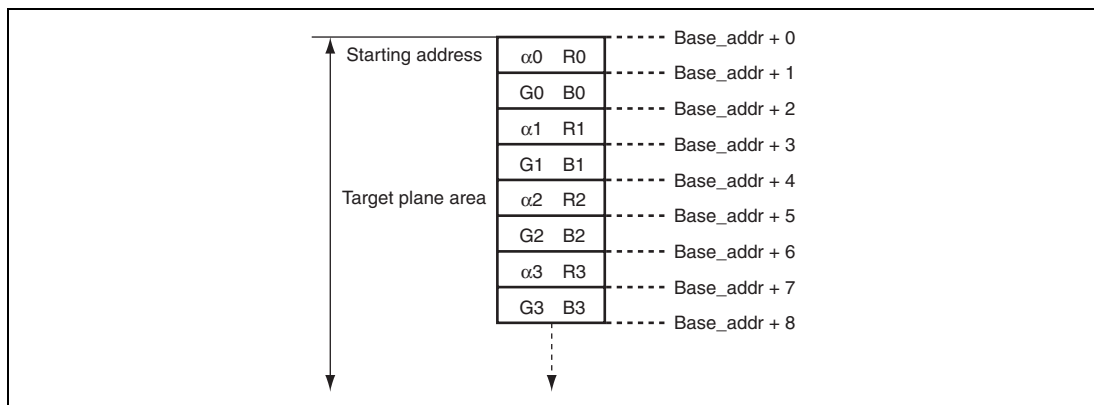 Base_addr + 0
Starting address
α0 R0
Base_addr + 1
G0 B0
Base_addr + 2
α1 R1
Base_addr + 3
G1 B1
Base_addr + 4
Target plane area
α2 R2
Base_addr + 5
G2 B2
Base_addr + 6
α3 R3
Base_addr + 7
G3 B3
Base_addr + 8